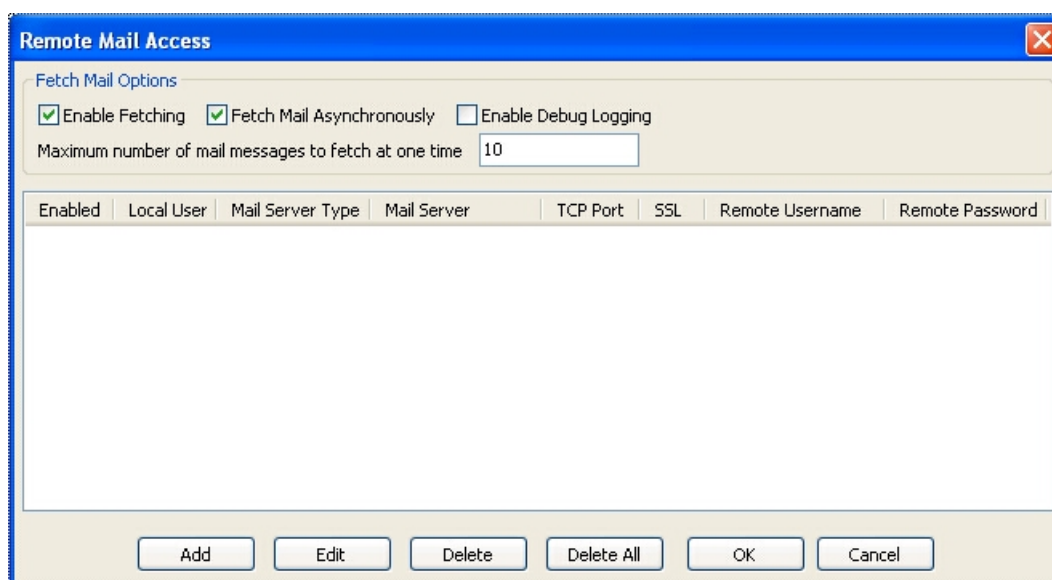 Remote Mail Access
Fetch Mail Options
Enable Fetching Fetch Mail Asynchronously Enable Debug Logging
Maximum number of mail messages to fetch at one time 10
Enabled Local User Mail Server Type Mail Server TCP Port SSL Remote Username Remote Password
Add Edit Delete Delete All OK Cancel